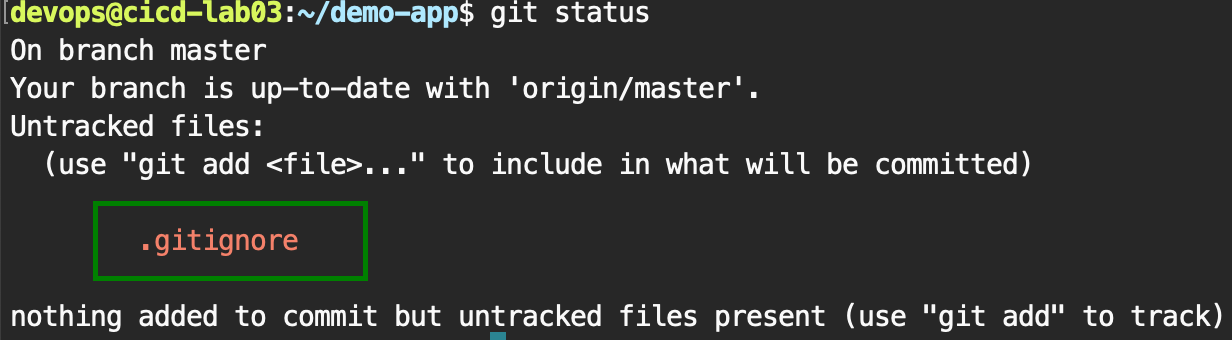 devops@cicd-lab03:~/demo-app$ git status
On branch master
Your branch is up-to-date with 'origin/master'.
Untracked files:
  (use "git add <file>..." to include in what will be committed)
.gitignore
nothing added to commit but untracked files present (use "git add" to track)